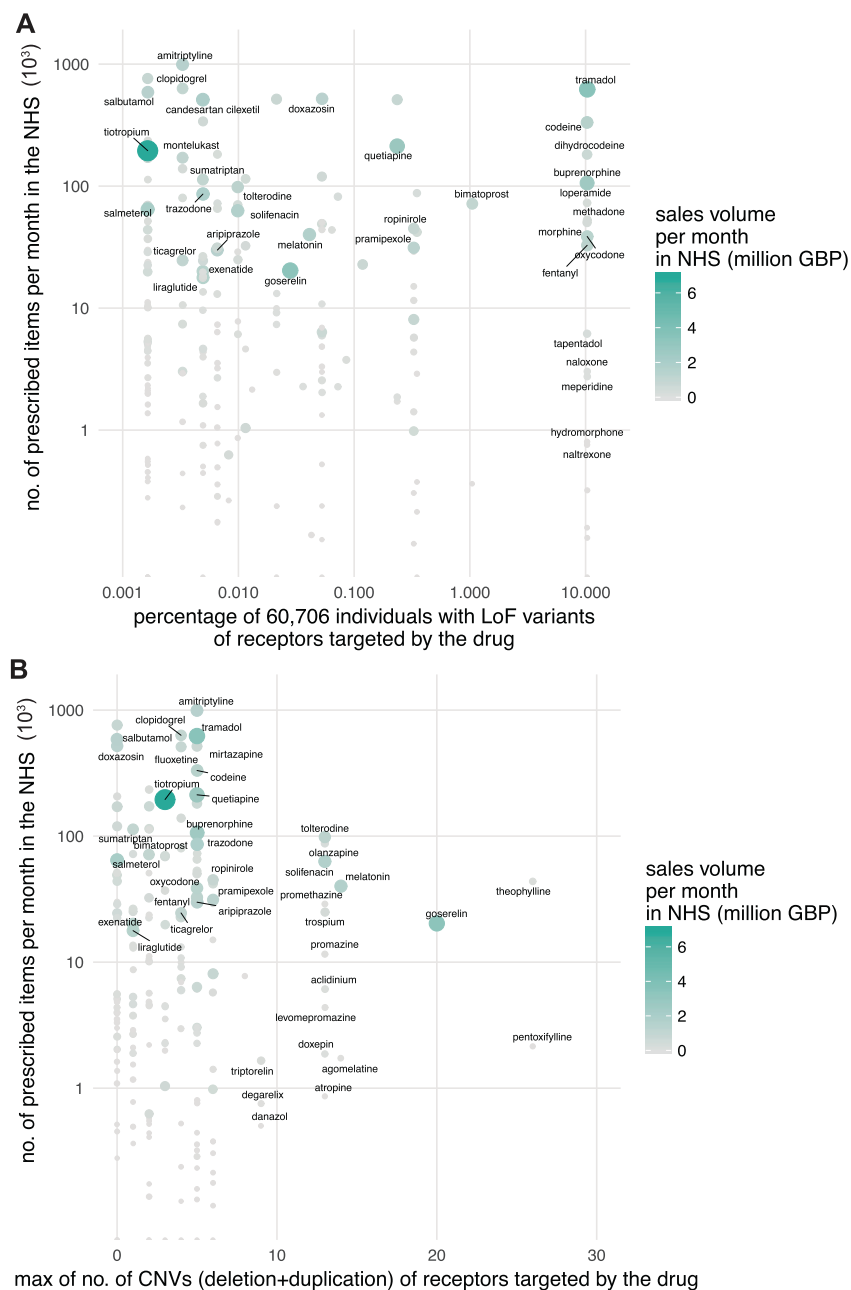 A
no. of prescribed items per month in the NHS (10³)
1000
100
10
1
amitriptyline
clopidogrel
salbutamol
candesartan cilexetil
doxazosin
tramadol
tiotropium
montelukast
codeine
dihydrocodeine
quetiapine
sumatriptan
buprenorphine
trazodone
tolterodine
bimatoprost
loperamide
salmeterol
solifenacin
ropinirole
methadone
aripiprazole
pramipexole
morphine
melatonin
ticagrelor
oxycodone
exenatide
fentanyl
liraglutide
goserelin
tapentadol
naloxone
meperidine
hydromorphone
naltrexone
0.001
0.010
0.100
1.000
10.000
percentage of 60,706 individuals with LoF variants
of receptors targeted by the drug
sales volume
per month
in NHS (million GBP)
6
4
2
0
B
no. of prescribed items per month in the NHS (10³)
1000
100
10
1
amitriptyline
clopidogrel
tramadol
salbutamol
doxazosin
fluoxetine
mirtazapine
codeine
tiotropium
quetiapine
buprenorphine
tolterodine
sumatriptan
bimatoprost
trazodone
olanzapine
salmeterol
ropinirole
solifenacin
melatonin
oxycodone
pramipexole
promethazine
theophylline
fentanyl
aripiprazole
goserelin
exenatide
ticagrelor
trospium
liraglutide
promazine
aclidinium
levomepromazine
pentoxifylline
doxepin
triptorelin
agomelatine
degarelix
atropine
danazol
0
10
20
30
max of no. of CNVs (deletion+duplication) of receptors targeted by the drug
sales volume
per month
in NHS (million GBP)
6
4
2
0